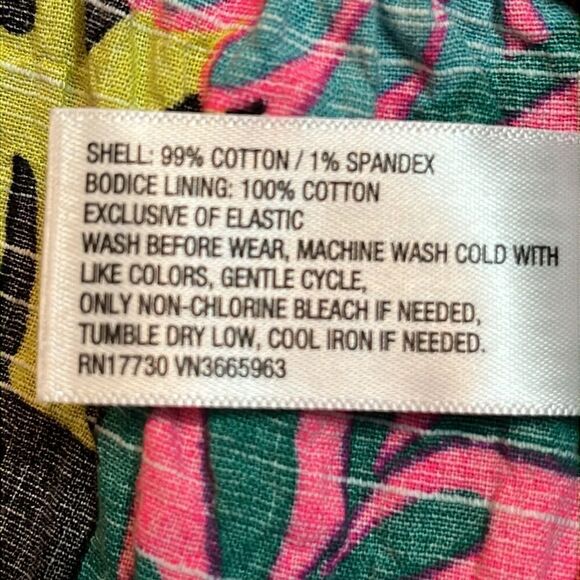 SHELL: 99% COTTON / 1% SPANDEX
BODICE LINING: 100% COTTON
EXCLUSIVE OF ELASTIC
WASH BEFORE WEAR, MACHINE WASH COLD WITH
LIKE COLORS, GENTLE CYCLE,
ONLY NON-CHLORINE BLEACH IF NEEDED,
TUMBLE DRY LOW, COOL IRON IF NEEDED.
RN17730 VN3665963